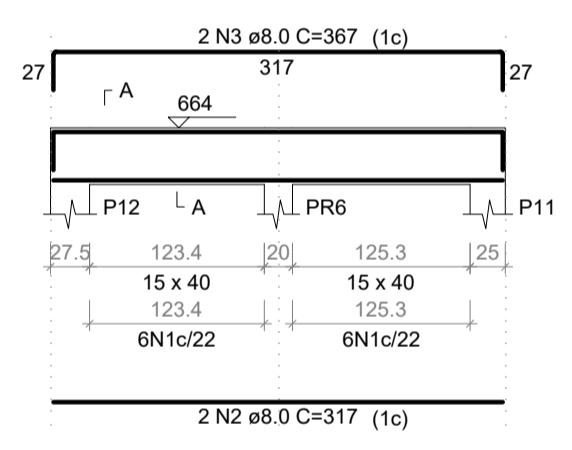 2 N3 ø8.0 C=367 (1c)
27 317 27
A
664
P12 A PR6 P11
27.5 123.4 20 125.3 25
15 x 40 15 x 40
123.4 125.3
6N1c/22 6N1c/22
2 N2 ø8.0 C=317 (1c)